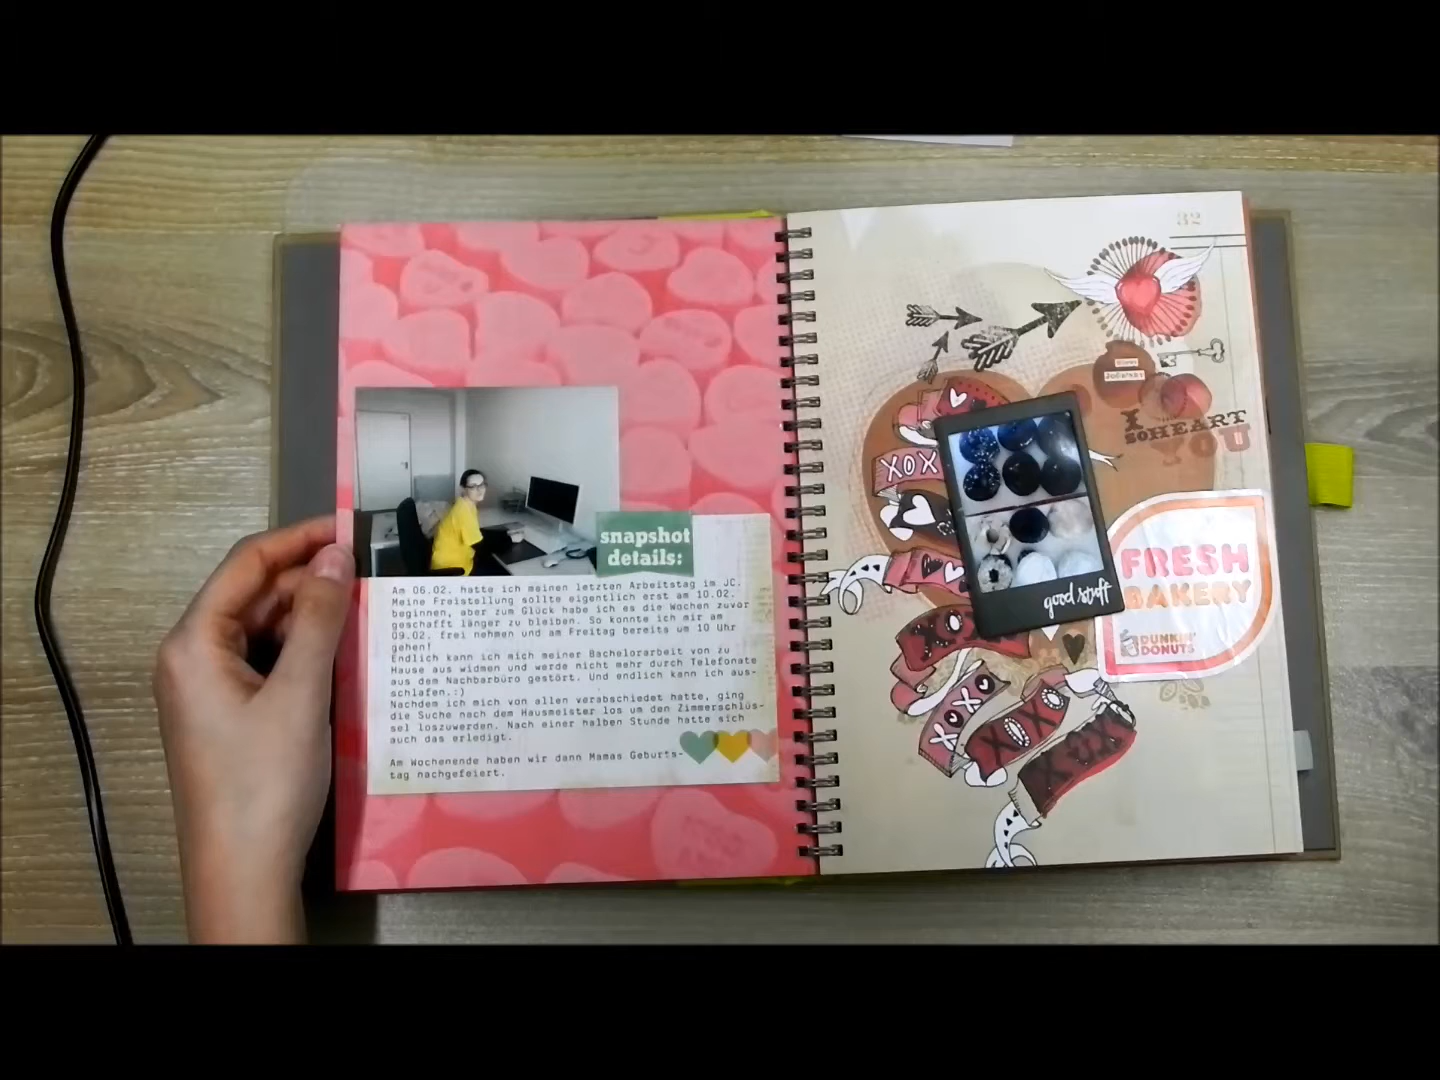 snapshot
details:
Am 06.02. hatte ich meinen letzten Arbeitstag im JC.
Meine Freistellung sollte eigentlich erst am 10.02.
beginnen, aber zum Glück habe ich es die Wochen zuvor
geschafft länger zu bleiben. So konnte ich mir am
09.02. frei nehmen und am Freitag bereits um 10 Uhr
gehen!
Endlich kann ich mich meiner Bachelorarbeit von zu
Hause aus widmen und werde nicht mehr durch Telefonate
aus dem Nachbarbüro gestört. Und endlich kann ich aus-
schlafen.:)
Nachdem ich mich von allen verabschiedet hatte, ging
die Suche nach dem Hausmeister los um den Zimmerschlüs-
sel loszuwerden. Nach einer halben Stunde hatte sich
auch das erledigt.
Am Wochenende haben wir dann Mamas Geburts-
tag nachgefeiert.
32
I
SO HEART
YOU
XOX
good stuff
FRESH
BAKERY
DUNKIN'
DONUTS
XO
XOX
XOXO
XOX